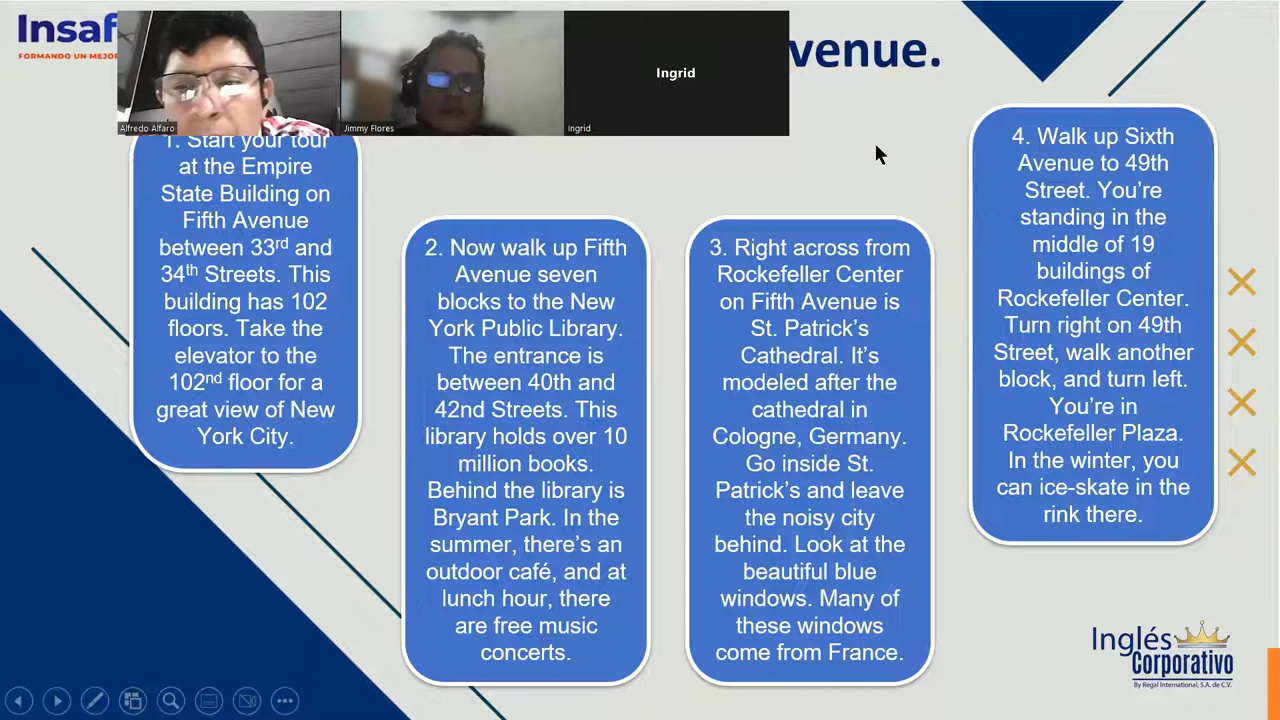 Insaf
FORMANDO UN MEJOR
venue.
Ingrid
Alfredo Alfaro
Jimmy Flores
Ingrid
1. Start your tour
at the Empire
State Building on
Fifth Avenue
between 33rd and
34th Streets. This
building has 102
floors. Take the
elevator to the
102nd floor for a
great view of New
York City.
2. Now walk up Fifth
Avenue seven
blocks to the New
York Public Library.
The entrance is
between 40th and
42nd Streets. This
library holds over 10
million books.
Behind the library is
Bryant Park. In the
summer, there’s an
outdoor café, and at
lunch hour, there
are free music
concerts.
3. Right across from
Rockefeller Center
on Fifth Avenue is
St. Patrick’s
Cathedral. It’s
modeled after the
cathedral in
Cologne, Germany.
Go inside St.
Patrick’s and leave
the noisy city
behind. Look at the
beautiful blue
windows. Many of
these windows
come from France.
4. Walk up Sixth
Avenue to 49th
Street. You’re
standing in the
middle of 19
buildings of
Rockefeller Center.
Turn right on 49th
Street, walk another
block, and turn left.
You’re in
Rockefeller Plaza.
In the winter, you
can ice-skate in the
rink there.
Inglés
Corporativo
By Regal International, S.A. de C.V.